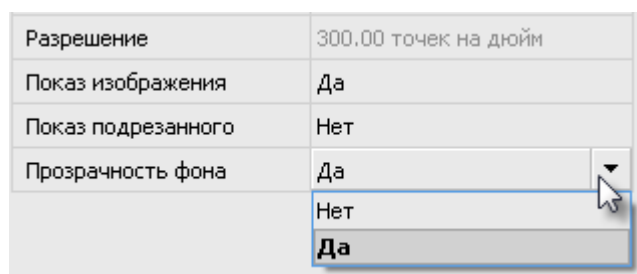 Разрешение 300.00 точек на дюйм
Показ изображения Да
Показ подрезанного Нет
Прозрачность фона Да
Нет
Да